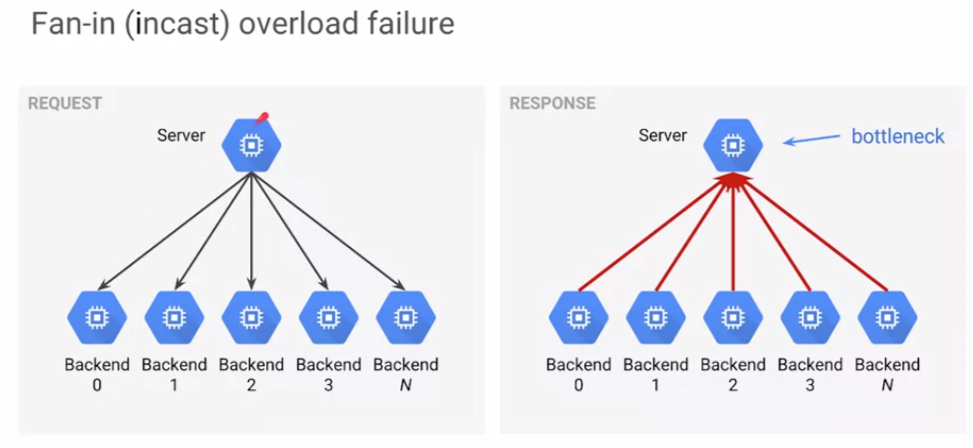 Fan-in (incast) overload failure
REQUEST
Server
Backend
0
Backend
1
Backend
2
Backend
3
Backend
N
RESPONSE
Server
bottleneck
Backend
0
Backend
1
Backend
2
Backend
3
Backend
N